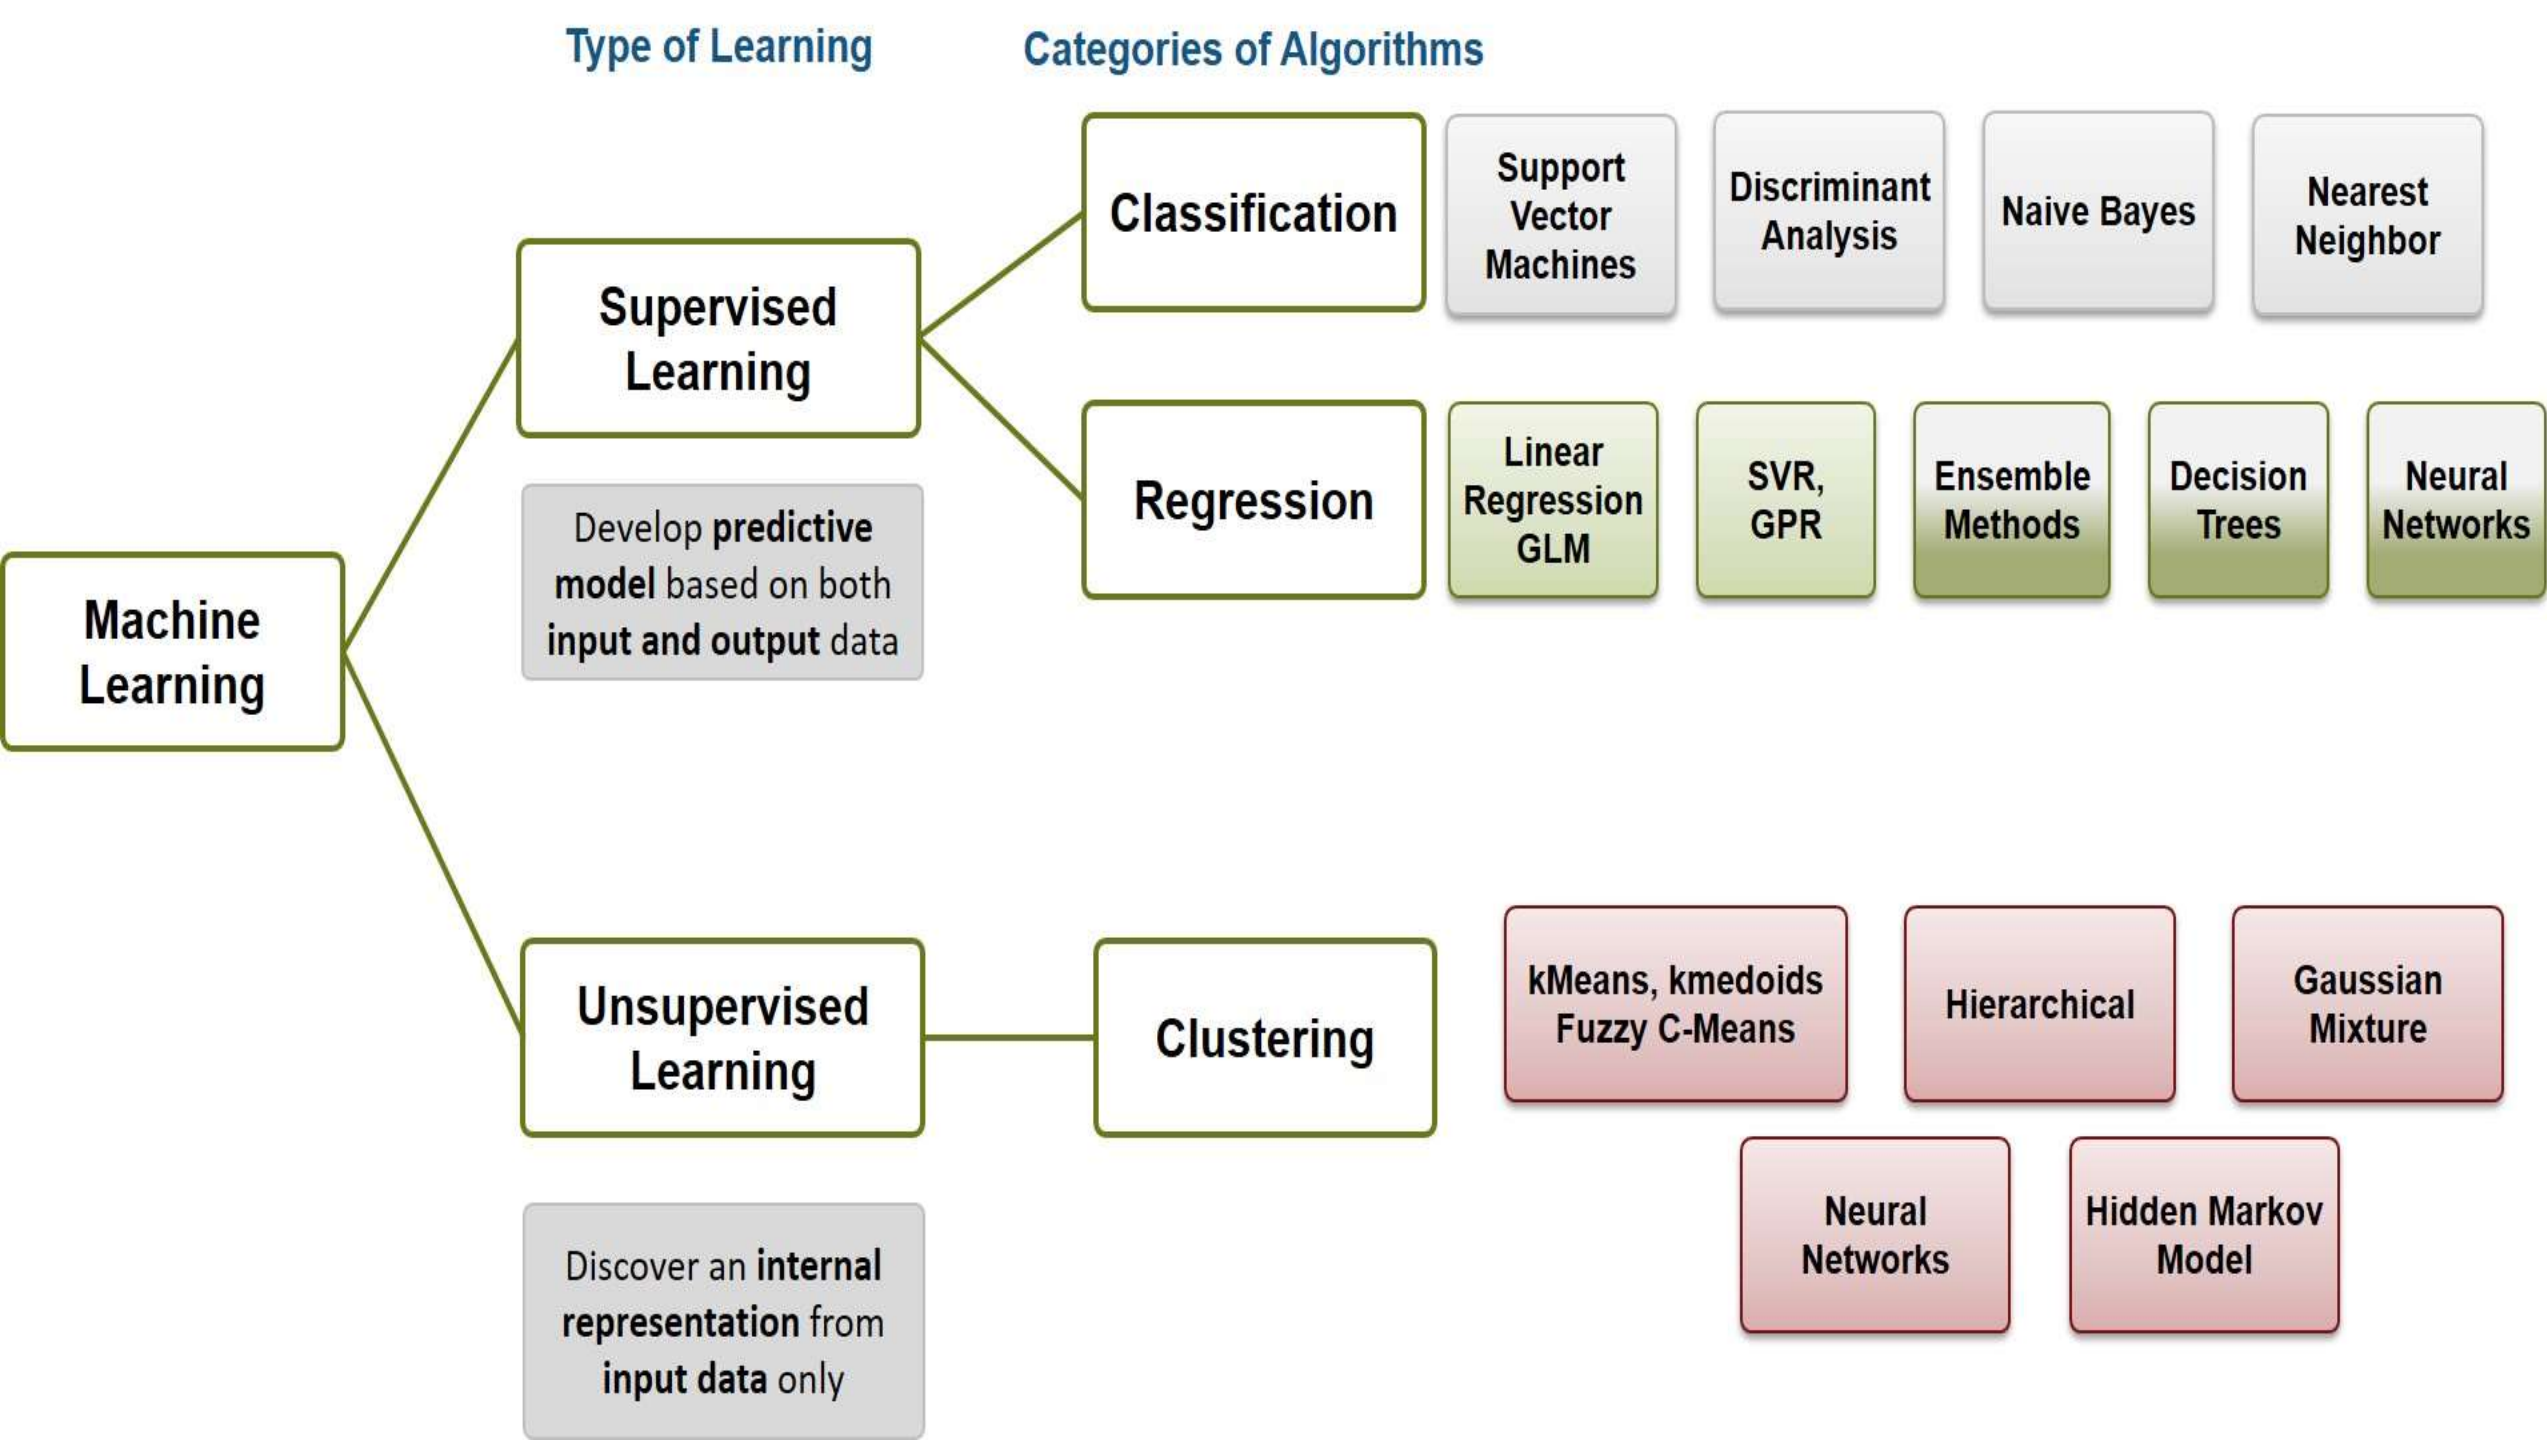 Type of Learning
Categories of Algorithms
Classification
Support
Vector
Machines
Discriminant
Analysis
Naive Bayes
Nearest
Neighbor
Supervised
Learning
Regression
Linear
Regression
GLM
SVR,
GPR
Ensemble
Methods
Decision
Trees
Neural
Networks
Develop predictive
model based on both
input and output data
Machine
Learning
Unsupervised
Learning
Clustering
kMeans, kmedoids
Fuzzy C-Means
Hierarchical
Gaussian
Mixture
Neural
Networks
Hidden Markov
Model
Discover an internal
representation from
input data only